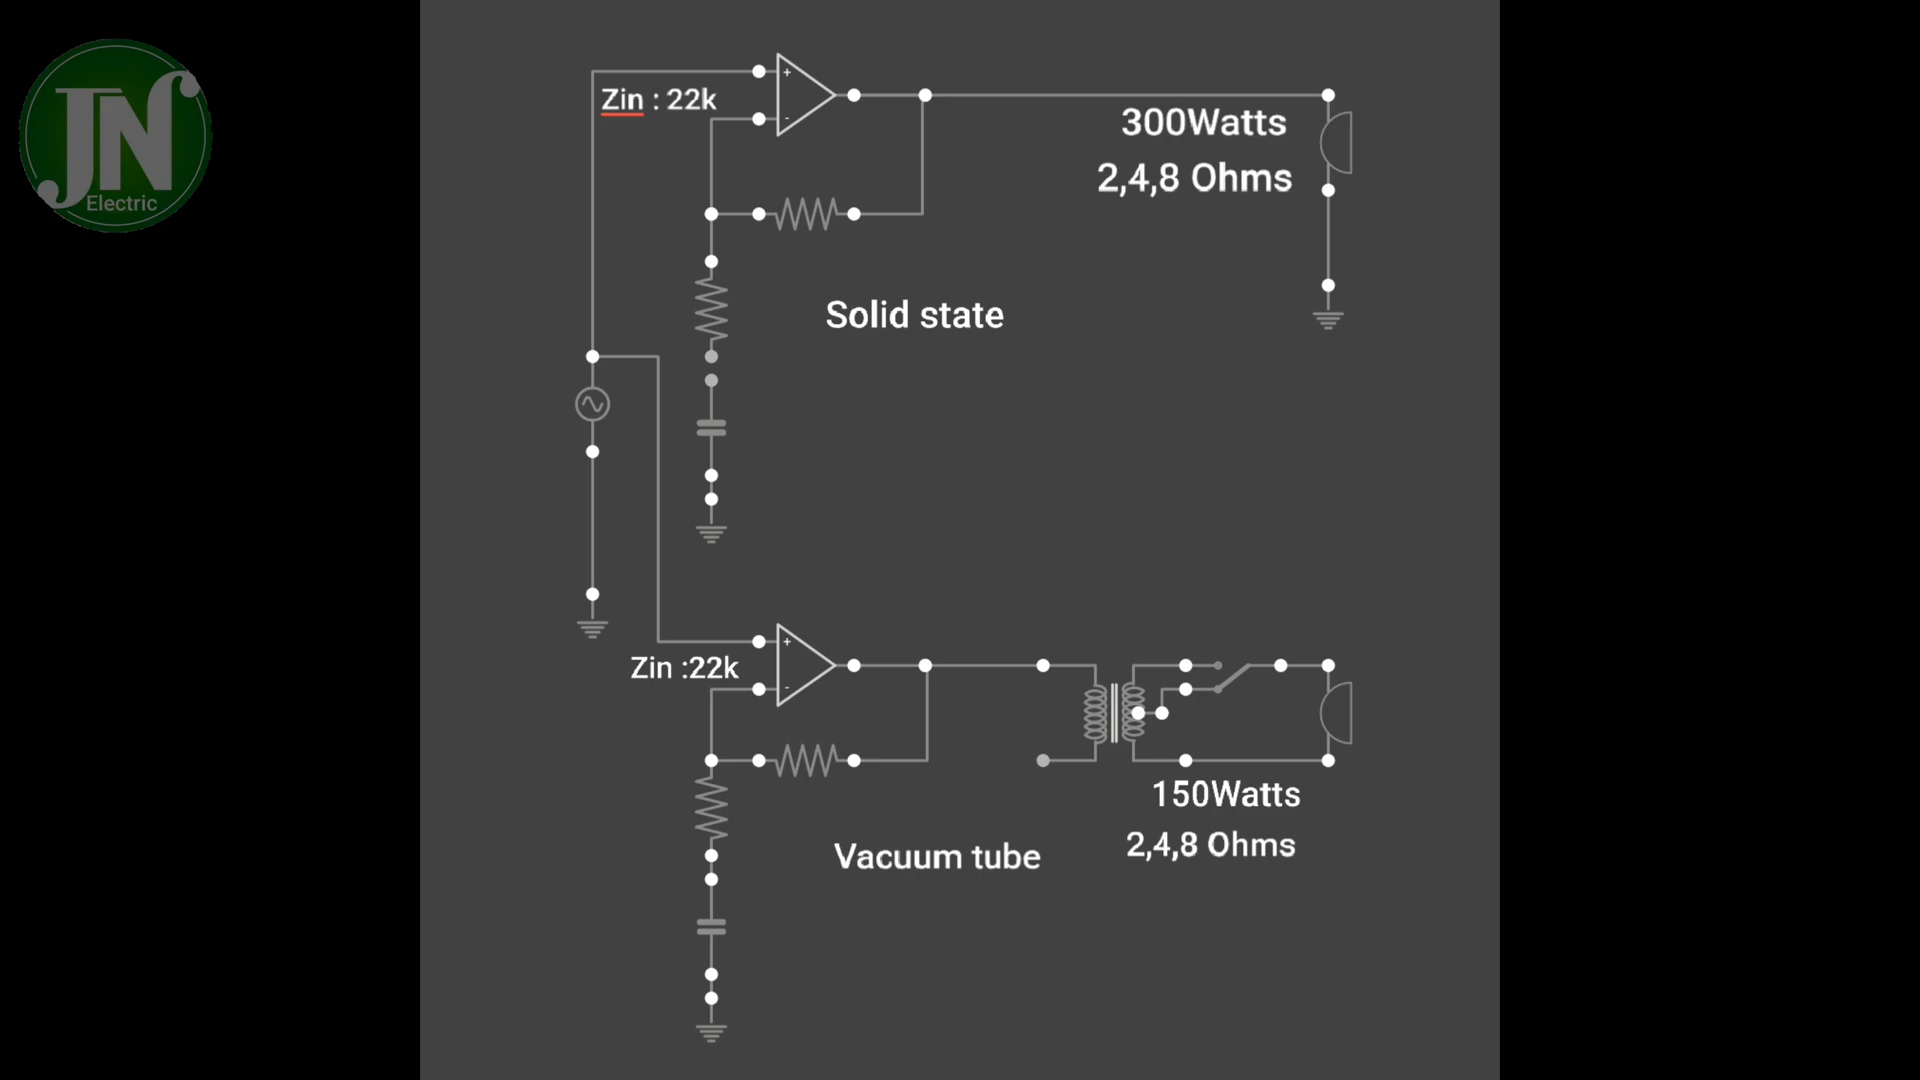 JN
Electric
+
Zin : 22k
-
300Watts
2,4,8 Ohms
Solid state
+
Zin :22k
-
150Watts
2,4,8 Ohms
Vacuum tube